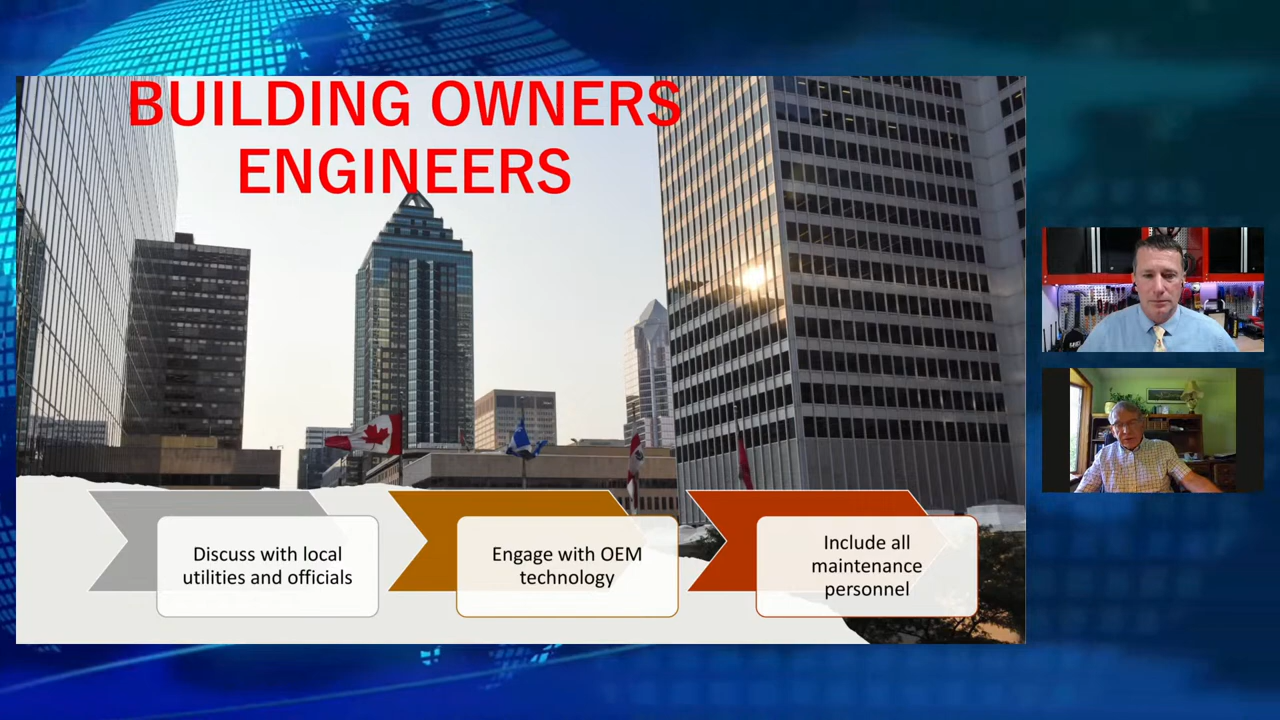 BUILDING OWNERS
ENGINEERS
Discuss with local
utilities and officials
Engage with OEM
technology
Include all
maintenance
personnel